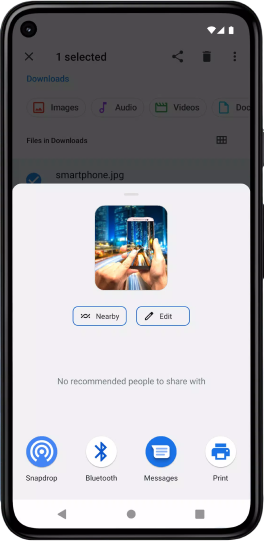 1 selected
Downloads
Images Audio Videos Doc
Files in Downloads
smartphone.jpg
Nearby Edit
No recommended people to share with
Snapdrop Bluetooth Messages Print